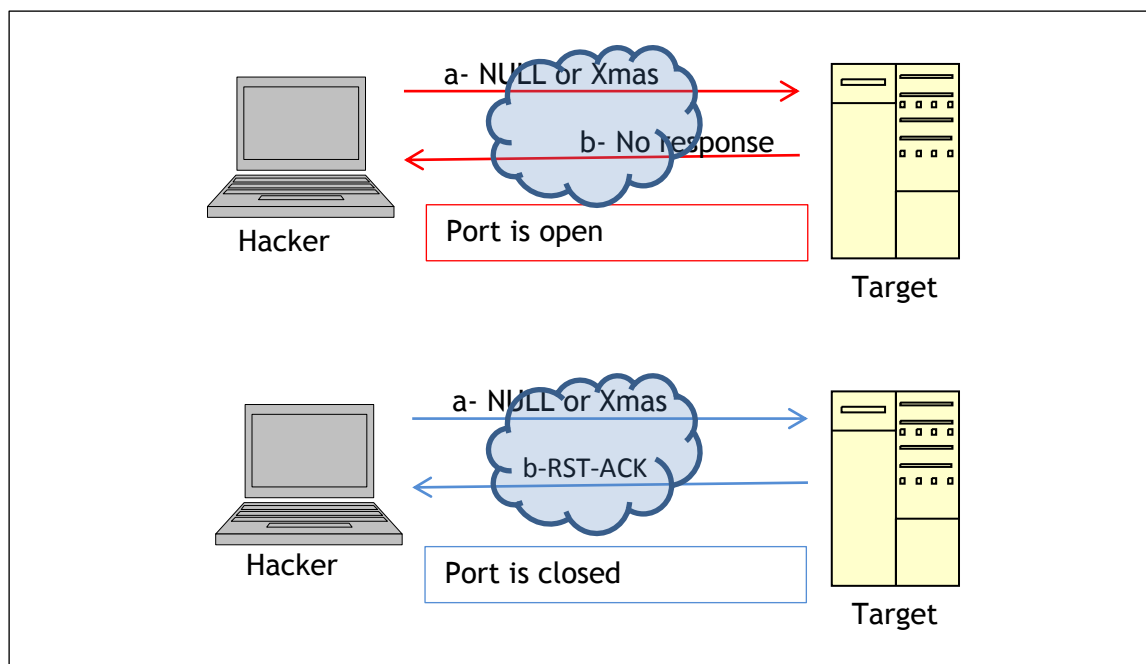 a- NULL or Xmas
b- No response
Hacker
Port is open
Target
a- NULL or Xmas
b-RST-ACK
Hacker
Port is closed
Target